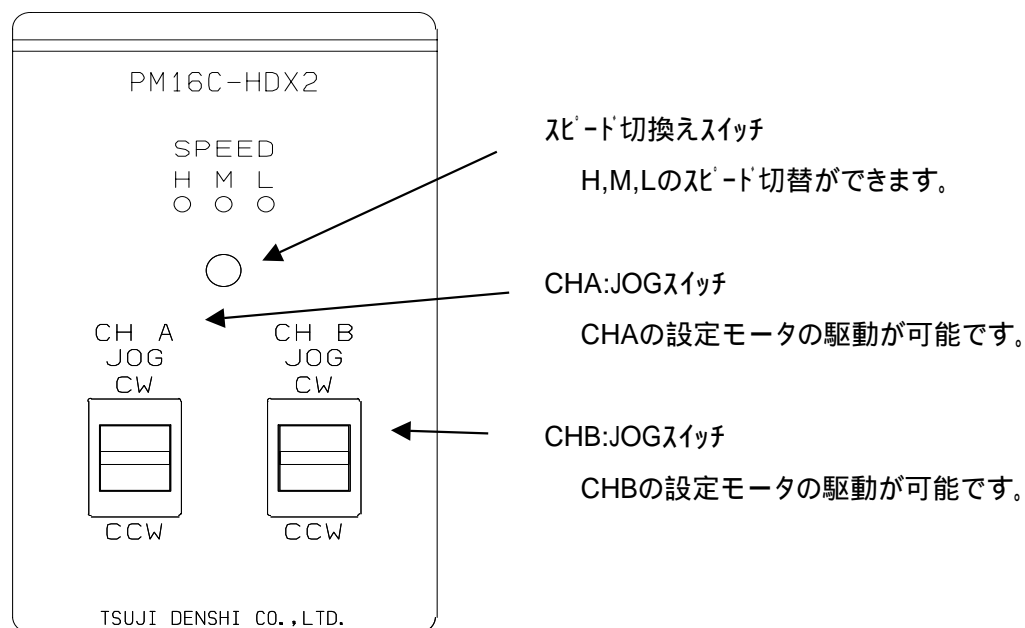 PM16C-HDX2
SPEED
H M L
CH A
JOG
CW
CCW
CH B
JOG
CW
CCW
TSUJI DENSHI CO.,LTD.
ｽﾋﾟｰﾄﾞ切換えｽｲｯﾁ
H,M,Lのｽﾋﾟｰﾄﾞ切替ができます。
CHA:JOGｽｲｯﾁ
CHAの設定モータの駆動が可能です。
CHB:JOGｽｲｯﾁ
CHBの設定モータの駆動が可能です。